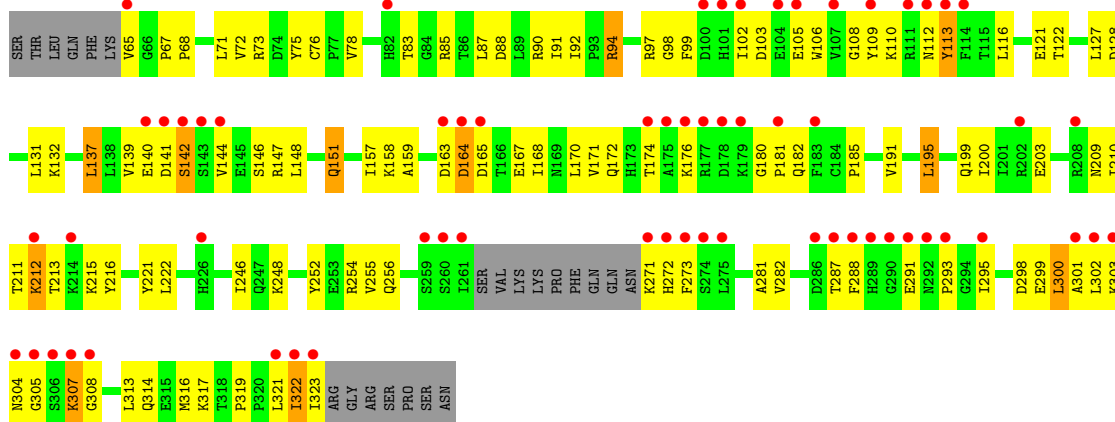 SER THR LEU GLN PHE LYS V65 G66 P67 P68 L71 V72 R73 D74 Y75 C76 P77 V78 H82 T83 G84 R85 T86 L87 D88 L89 R90 I91 I92 P93 R94 R97 G98 F99 D100 H101 I102 D103 E104 E105 W106 V107 G108 Y109 K110 R111 N112 Y113 F114 T115 L116 E121 T122 L127
L131 K132 L137 L138 V139 E140 D141 S142 S143 V144 E145 S146 R147 L148 Q151 I157 K158 A159 D163 D164 D165 T166 E167 I168 N169 L170 V171 Q172 H173 T174 A175 K176 R177 D178 K179 G180 P181 Q182 F183 C184 P185 V191 L195 Q199 I200 I201 R202 E203 R208 N209
T211 K212 T213 K214 K215 Y216 Y221 L222 H226 I246 Q247 K248 Y252 E253 R254 V255 Q256 S259 S260 I261 SER VAL LYS LYS PRO PHE GLN GLN ASN K271 H272 F273 S274 L275 A281 V282 D286 T287 F288 H289 G290 E291 N292 P293 G294 I295 D298 E299 L300 A301 L302 K303
N304 G305 S306 K307 G308 L313 Q314 E315 M316 K317 T318 P319 P320 L321 I322 I323 ARG GLY ARG SER PRO SER ASN